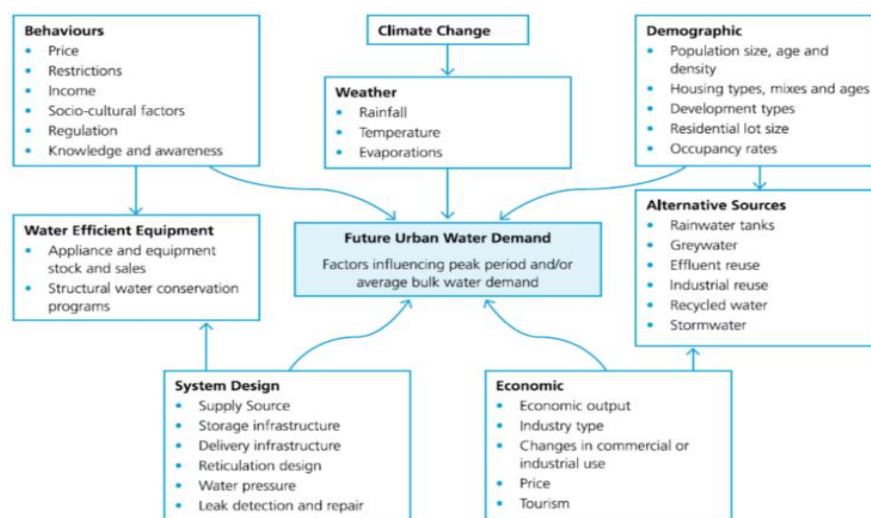 Behaviours
• Price
• Restrictions
• Income
• Socio-cultural factors
• Regulation
• Knowledge and awareness
Climate Change
Weather
• Rainfall
• Temperature
• Evaporations
Demographic
• Population size, age and
density
• Housing types, mixes and ages
• Development types
• Residential lot size
• Occupancy rates
Water Efficient Equipment
• Appliance and equipment
stock and sales
• Structural water conservation
programs
Future Urban Water Demand
Factors influencing peak period and/or
average bulk water demand
Alternative Sources
• Rainwater tanks
• Greywater
• Effluent reuse
• Industrial reuse
• Recycled water
• Stormwater
System Design
• Supply Source
• Storage infrastructure
• Delivery infrastructure
• Reticulation design
• Water pressure
• Leak detection and repair
Economic
• Economic output
• Industry type
• Changes in commercial or
industrial use
• Price
• Tourism